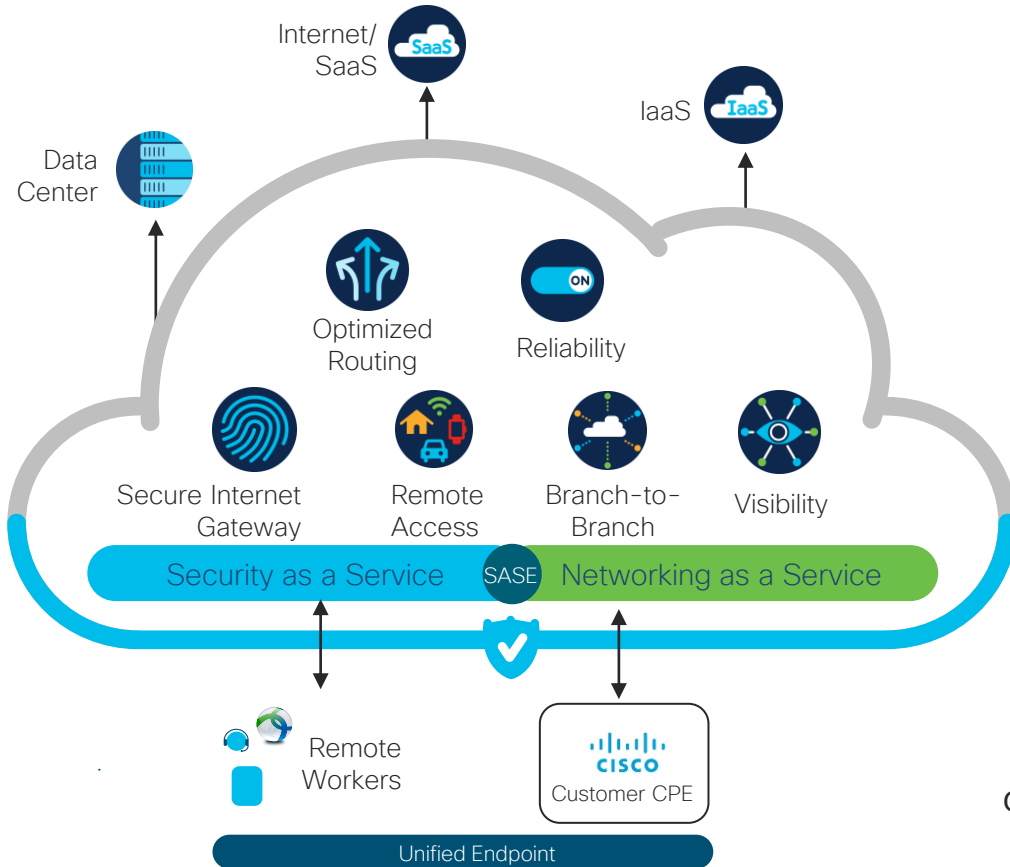 Internet/
SaaS
SaaS
IaaS
IaaS
Data
Center
Optimized
Routing
ON
Reliability
Secure Internet
Gateway
Remote
Access
Branch-to-
Branch
Visibility
Security as a Service
SASE
Networking as a Service
Remote
Workers
CISCO
Customer CPE
Unified Endpoint